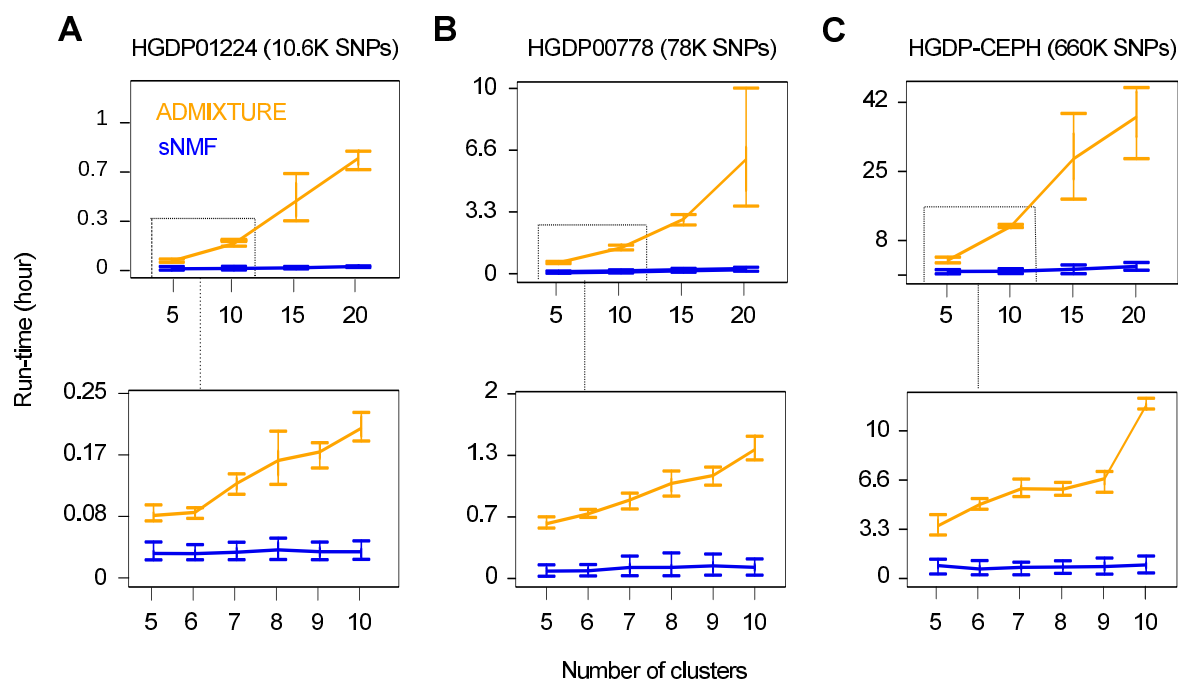 A
B
C
HGDP01224 (10.6K SNPs)
HGDP00778 (78K SNPs)
HGDP-CEPH (660K SNPs)
ADMIXTURE
sNMF
1
0.7
0.3
0
5 10 15 20
10
6.6
3.3
0
5 10 15 20
42
25
8
5 10 15 20
Run-time (hour)
0.25
0.17
0.08
0
5 6 7 8 9 10
2
1.3
0.7
0
5 6 7 8 9 10
10
6.6
3.3
0
5 6 7 8 9 10
Number of clusters